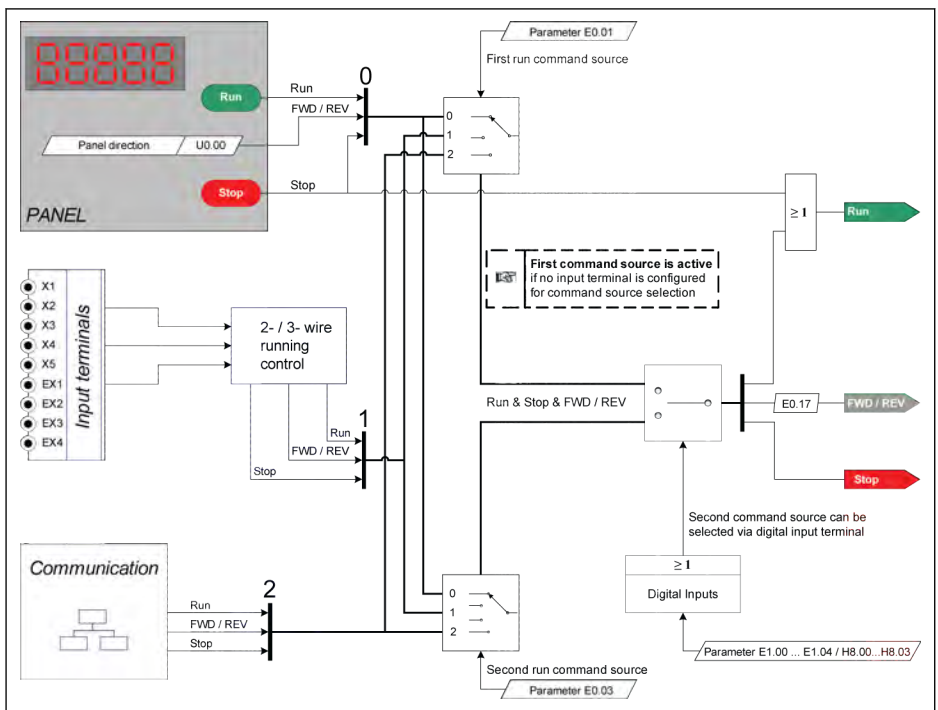 Parameter E0.01
First run command source
88888
0
Run
Run
FWD / REV
Panel direction
U0.00
Stop
Stop
PANEL
0
1
2
≥ 1
Run
First command source is active
if no input terminal is configured
for command source selection
X1
X2
X3
X4
X5
EX1
EX2
EX3
EX4
Input terminals
2- / 3- wire
running
control
Run
FWD / REV
Stop
1
Run & Stop & FWD / REV
E0.17
FWD / REV
Stop
Second command source can be
selected via digital input terminal
≥ 1
Digital Inputs
Parameter E1.00 ... E1.04 / H8.00...H8.03
Communication
Run
FWD / REV
Stop
2
0
1
2
Second run command source
Parameter E0.03